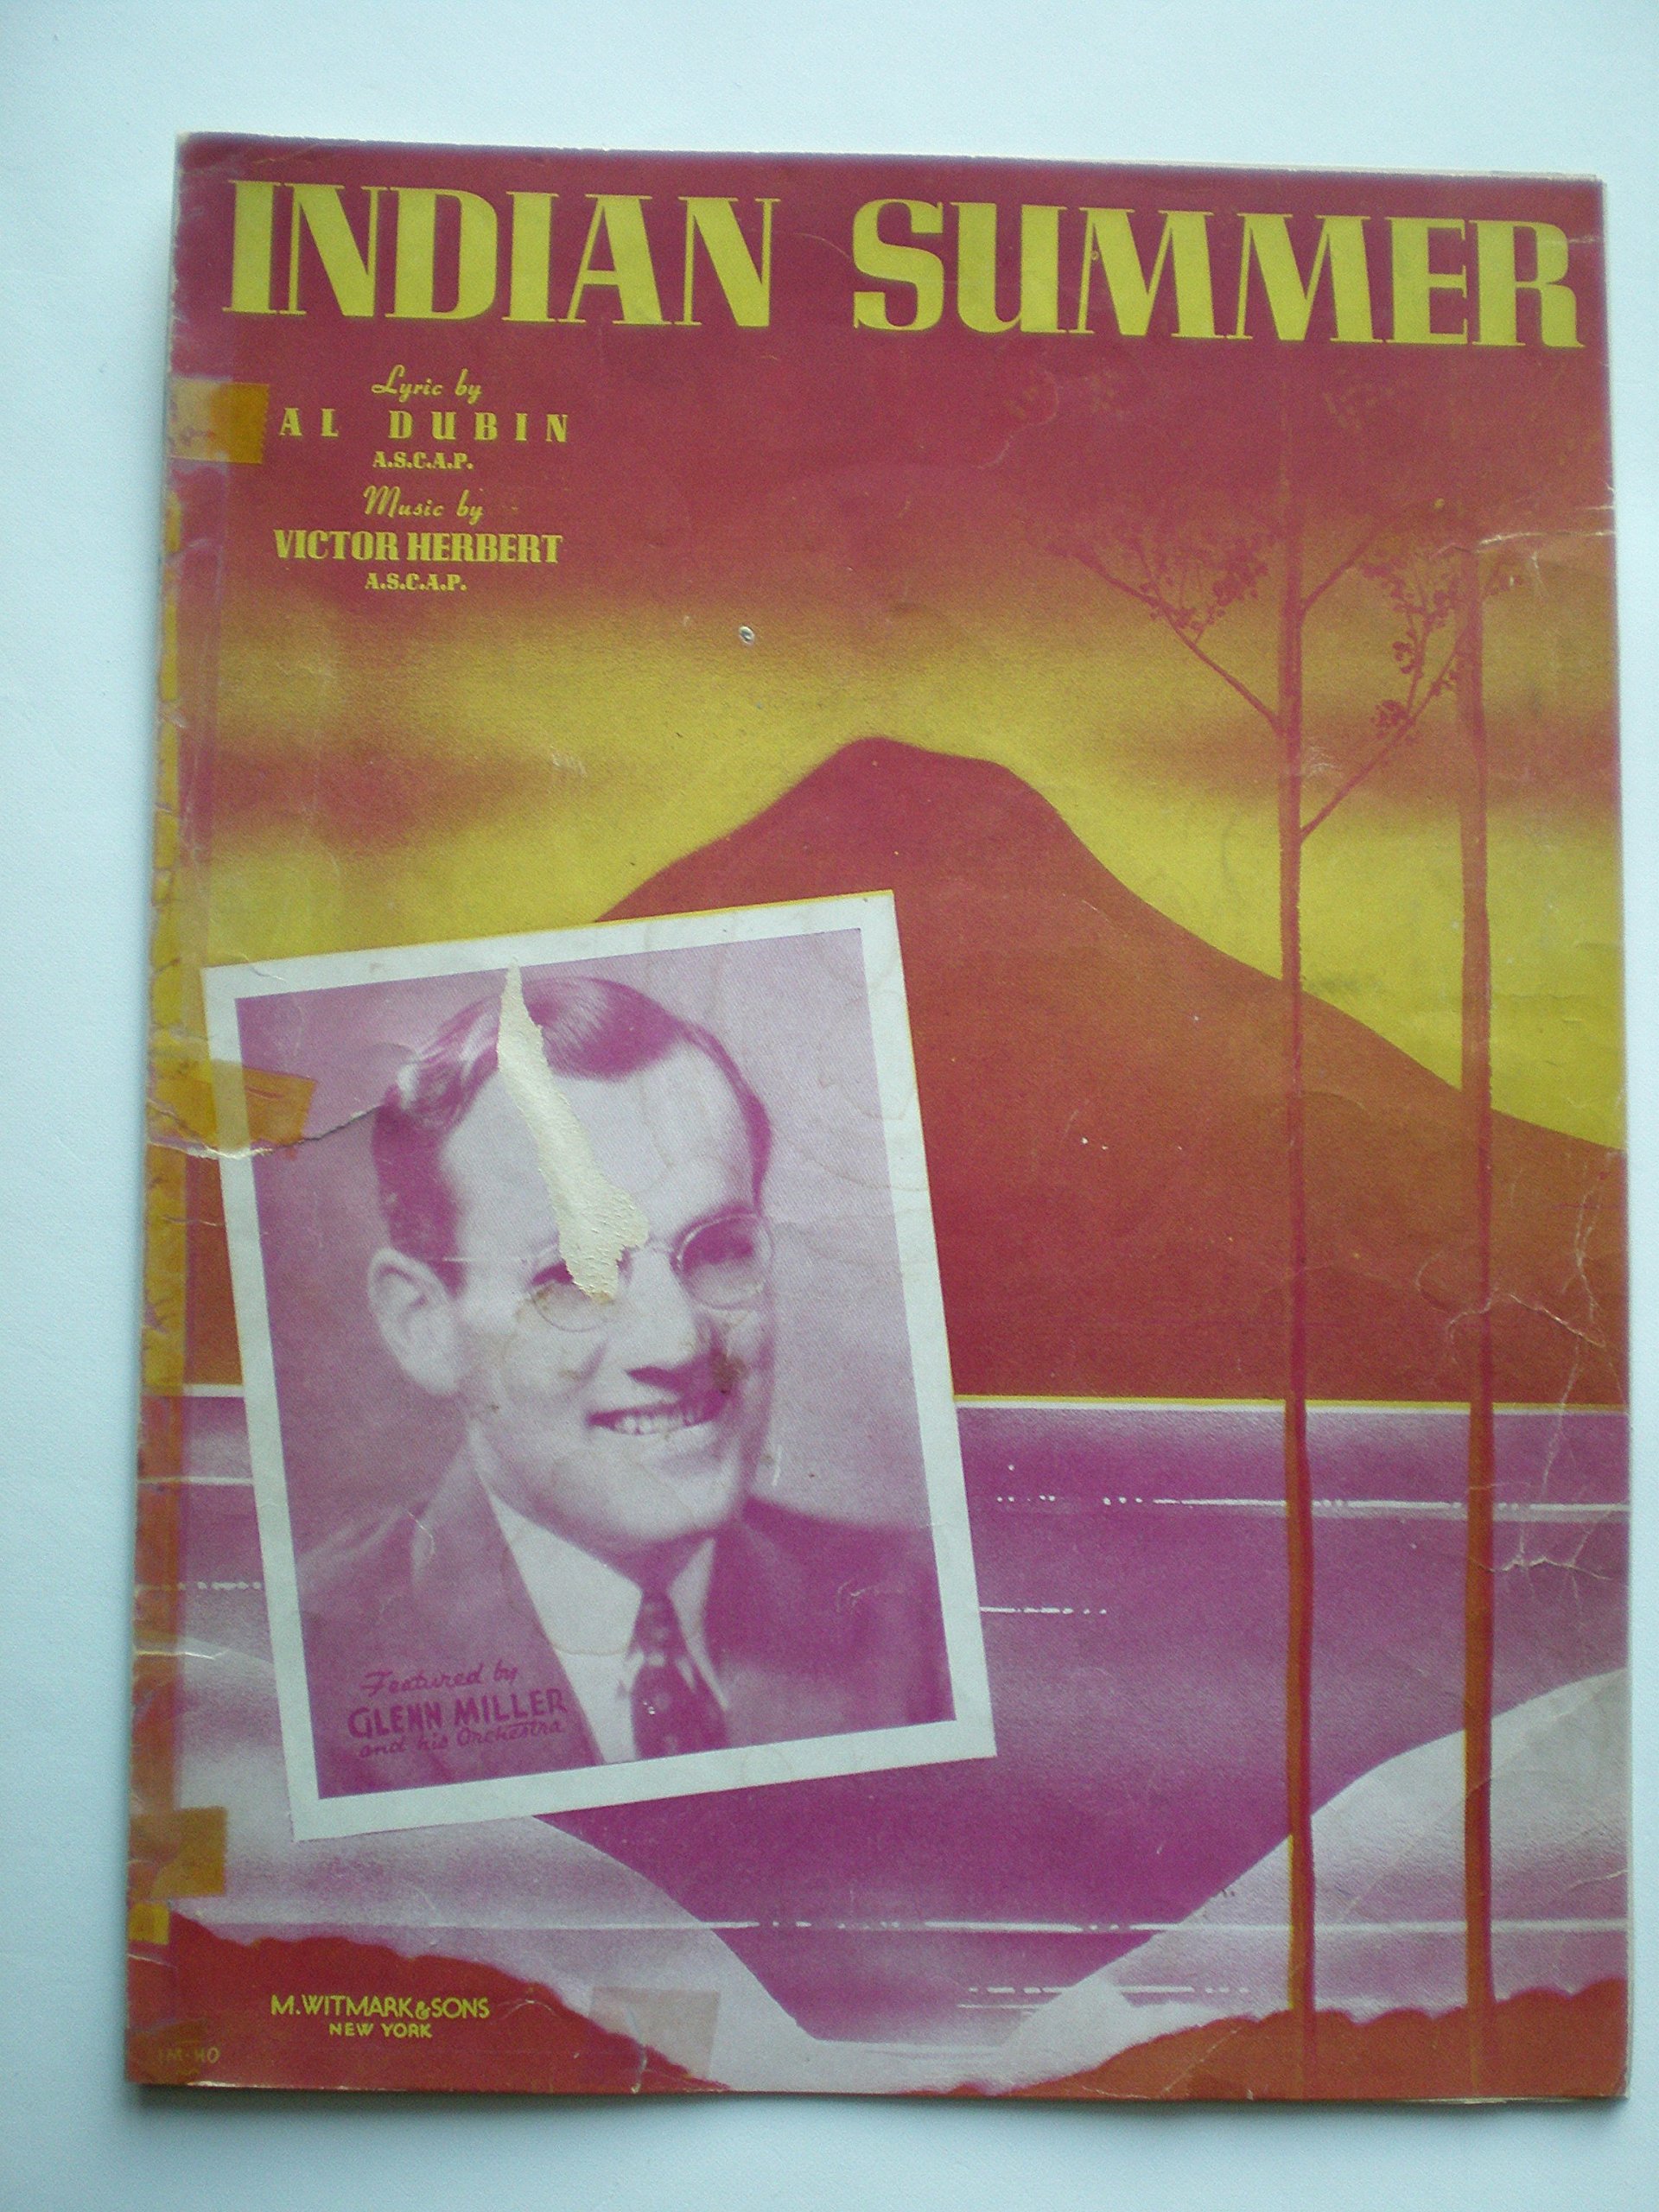 INDIAN SUMMER
Lyric by
AL DUBIN
A.S.C.A.P.
Music by
VICTOR HERBERT
A.S.C.A.P.
Featured by
GLENN MILLER
and his Orchestra
M. WITMARK & SONS
NEW YORK